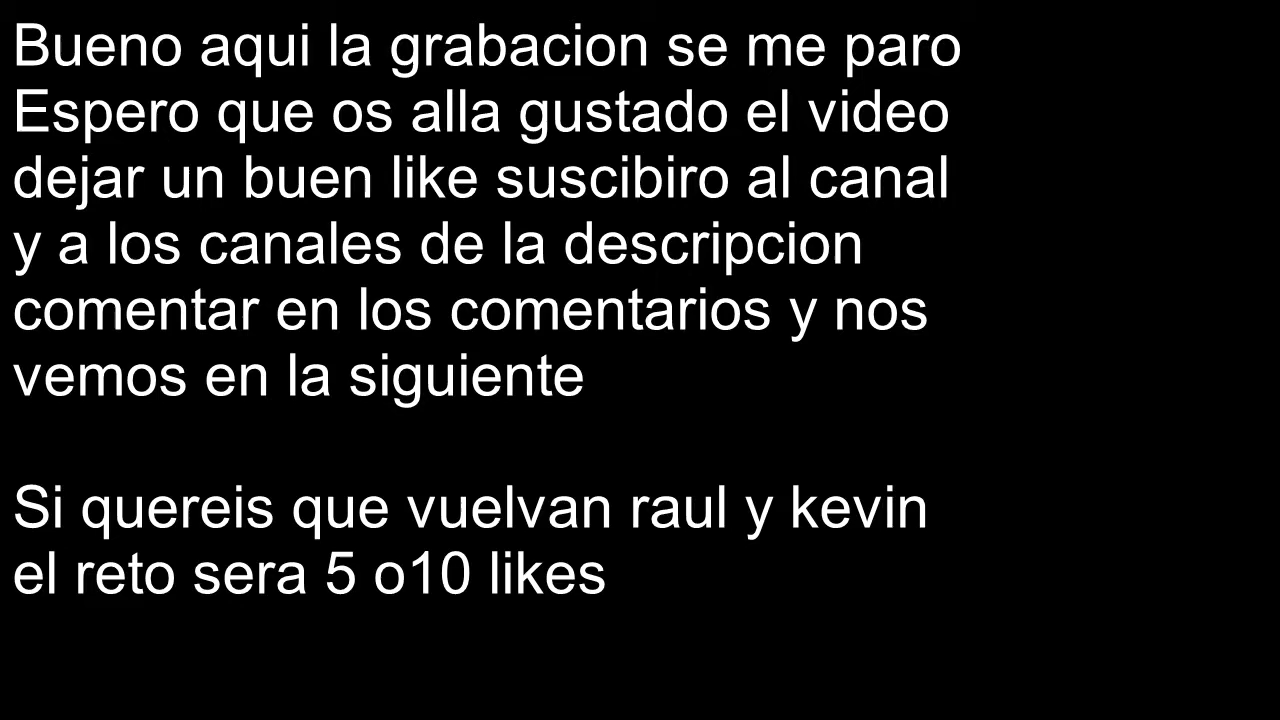 Bueno aqui la grabacion se me paro
Espero que os alla gustado el video
dejar un buen like suscibiro al canal
y a los canales de la descripcion
comentar en los comentarios y nos
vemos en la siguiente
Si quereis que vuelvan raul y kevin
el reto sera 5 o10 likes